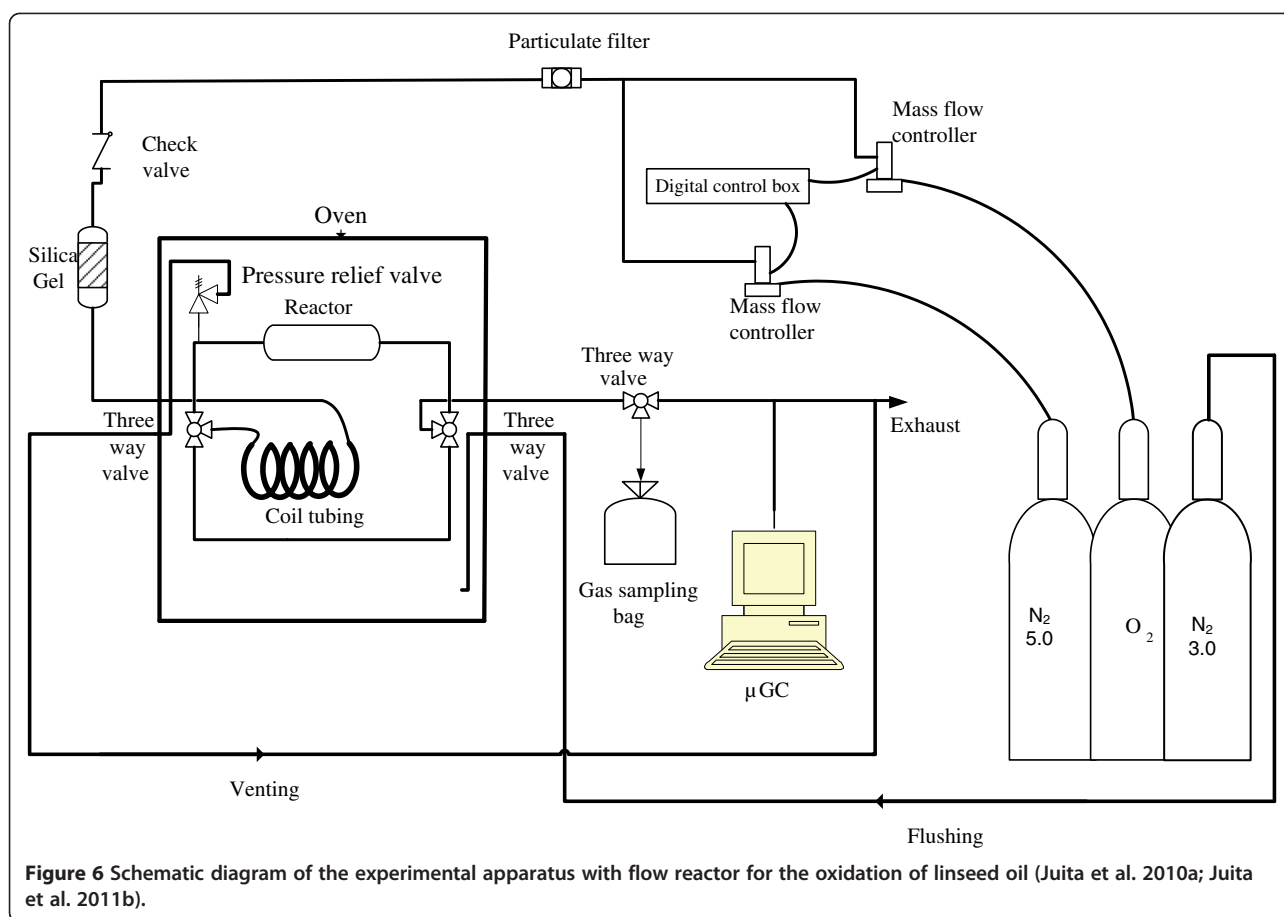 Particulate filter
Mass flow
controller
Check
valve
Digital control box
Oven
Silica
Gel
Pressure relief valve
Mass flow
controller
Reactor
Three way
valve
Three
way
valve
Three
way
valve
Exhaust
Coil tubing
Gas sampling
bag
N₂
5.0
O₂
N₂
3.0
µGC
Venting
Flushing
Figure 6 Schematic diagram of the experimental apparatus with flow reactor for the oxidation of linseed oil (Juita et al. 2010a; Juita
et al. 2011b).